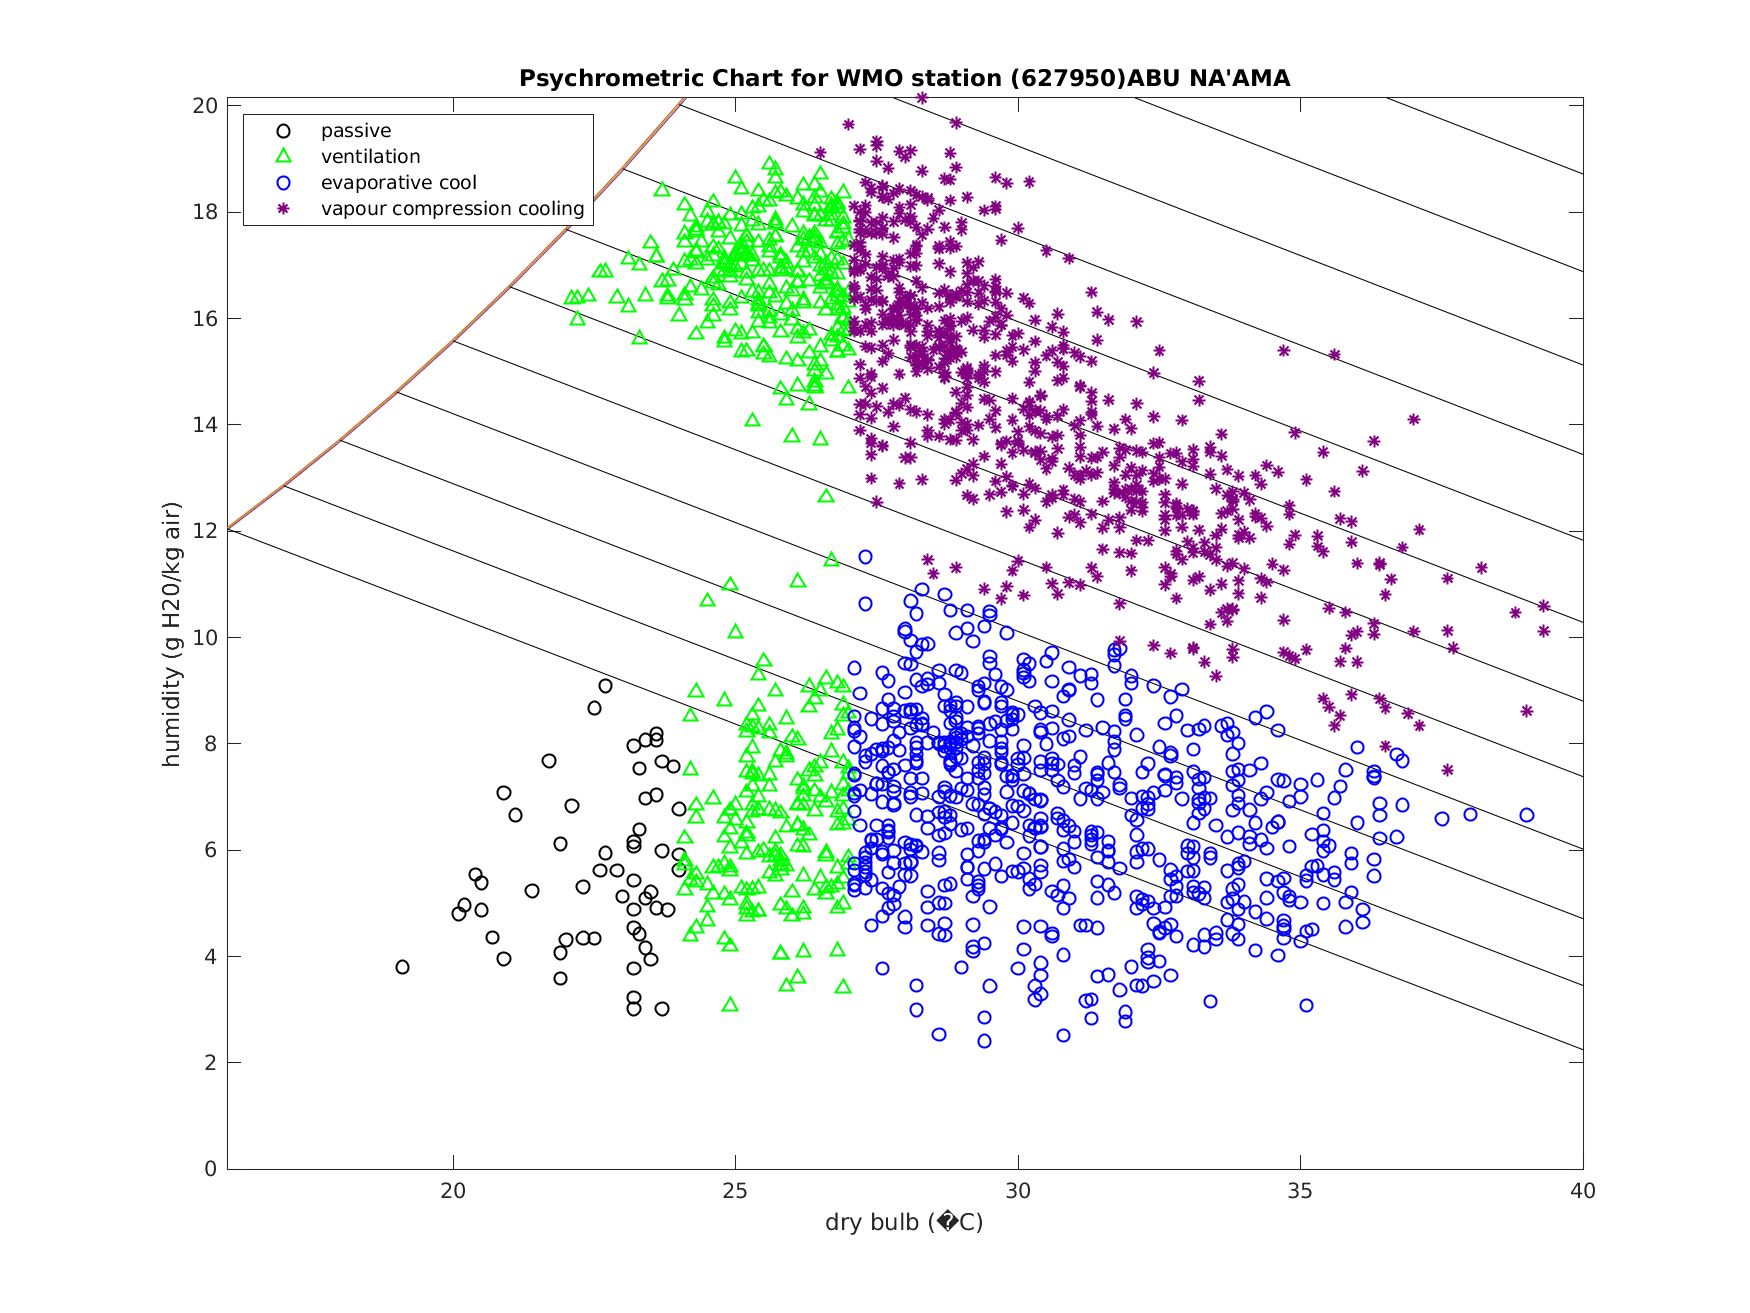 Psychrometric Chart for WMO station (627950)ABU NA'AMA
passive
ventilation
evaporative cool
vapour compression cooling
humidity (g H20/kg air)
20
18
16
14
12
10
8
6
4
2
0
20
25
30
35
40
dry bulb (�C)